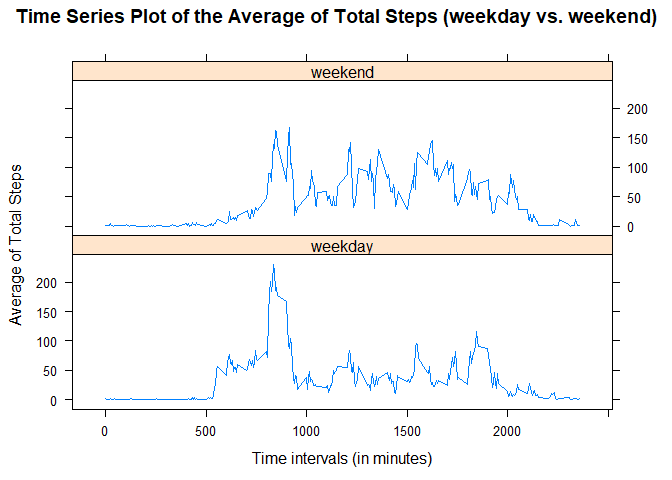 Time Series Plot of the Average of Total Steps (weekday vs. weekend)
weekend
200
150
100
50
0
weekday
200
150
100
50
0
Average of Total Steps
0 500 1000 1500 2000
Time intervals (in minutes)